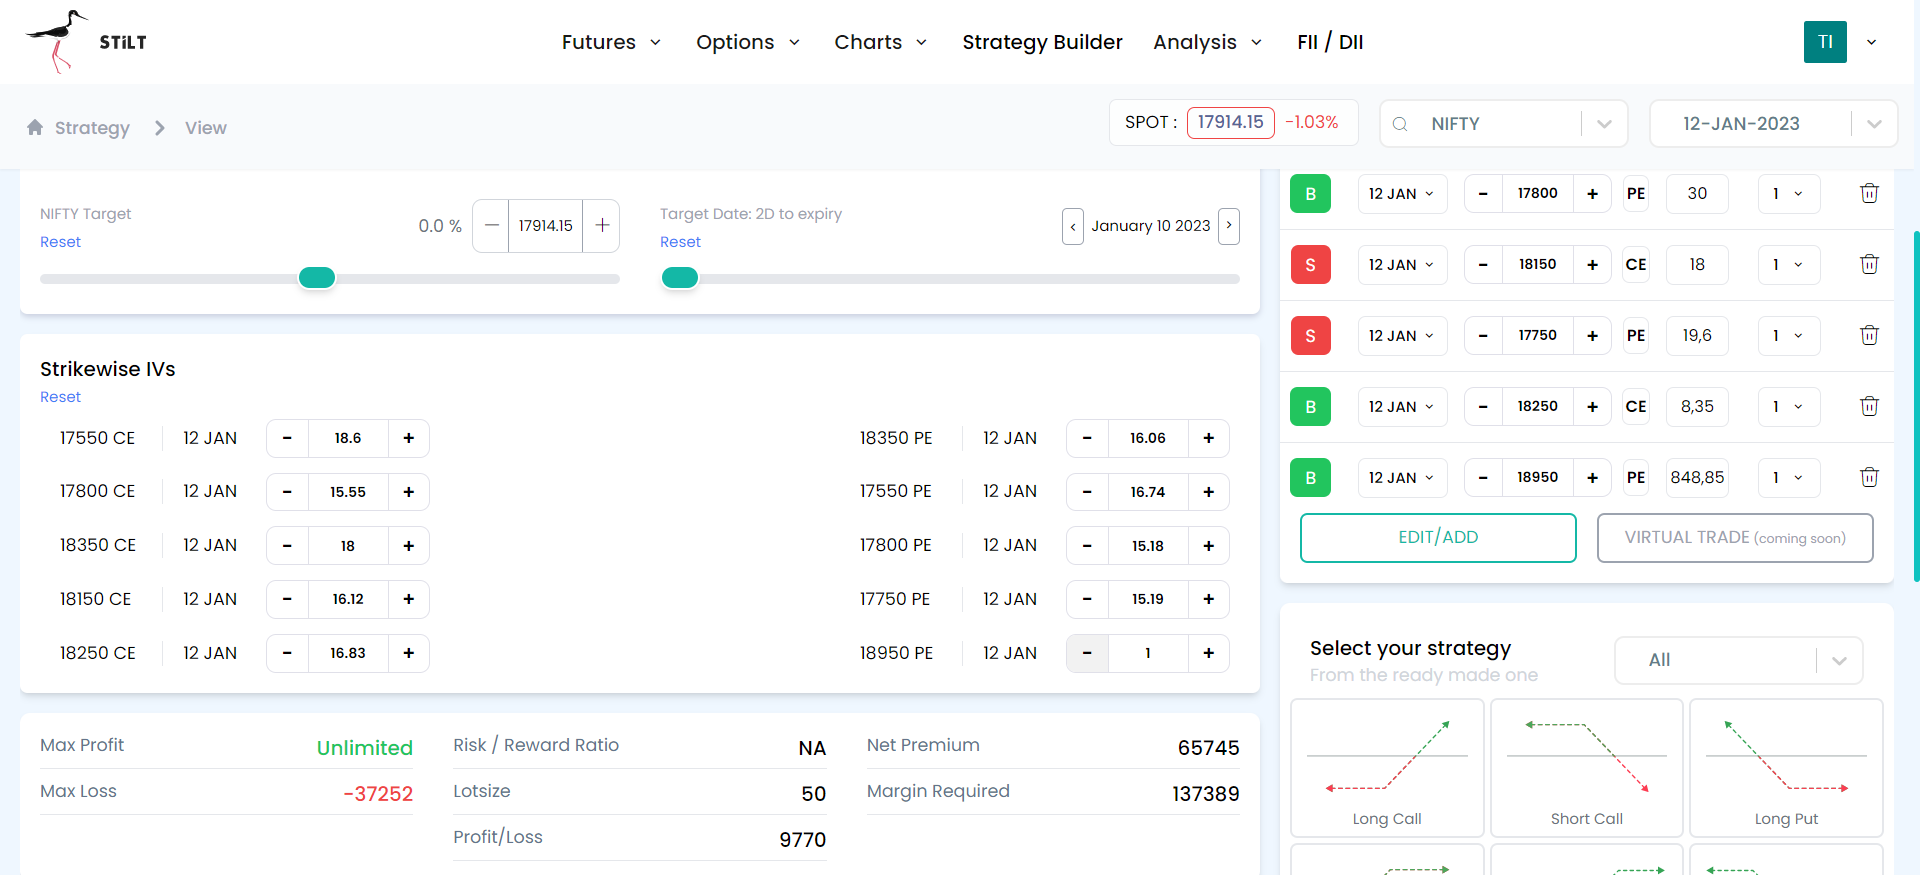 STiLT
Futures Options Charts Strategy Builder Analysis FII / DII
TI
Strategy View
SPOT : 17914.15 -1.03%
NIFTY
12-JAN-2023
NIFTY Target
Reset
0.0 % 17914.15 +
Target Date: 2D to expiry
Reset
< January 10 2023 >
Strikewise IVs
Reset
17550 CE 12 JAN - 18.6 +
17800 CE 12 JAN - 15.55 +
18350 CE 12 JAN - 18 +
18150 CE 12 JAN - 16.12 +
18250 CE 12 JAN - 16.83 +
18350 PE 12 JAN - 16.06 +
17550 PE 12 JAN - 16.74 +
17800 PE 12 JAN - 15.18 +
17750 PE 12 JAN - 15.19 +
18950 PE 12 JAN - 1 +
Max Profit Unlimited
Max Loss -37252
Risk / Reward Ratio NA
Lotsize 50
Profit/Loss 9770
Net Premium 65745
Margin Required 137389
B 12 JAN - 17800 + PE 30 1
S 12 JAN - 18150 + CE 18 1
S 12 JAN - 17750 + PE 19,6 1
B 12 JAN - 18250 + CE 8,35 1
B 12 JAN - 18950 + PE 848,85 1
EDIT/ADD
VIRTUAL TRADE (coming soon)
Select your strategy
From the ready made one
All
Long Call
Short Call
Long Put